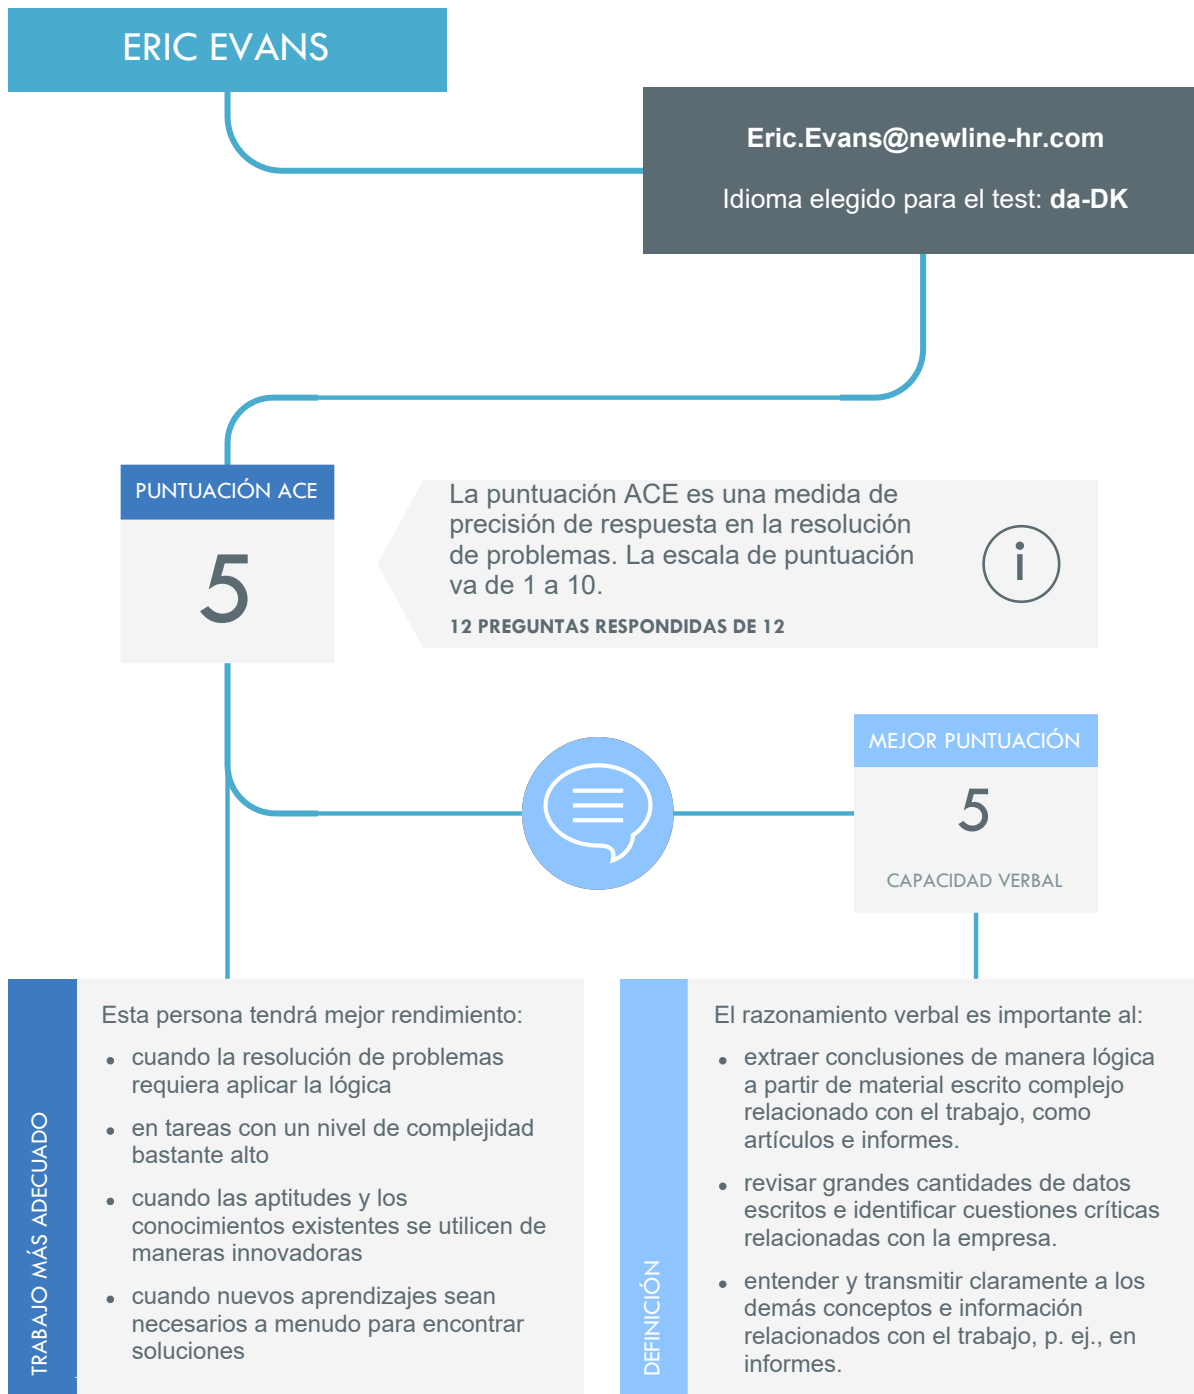 ERIC EVANS
Eric.Evans@newline-hr.com
Idioma elegido para el test: da-DK
PUNTUACIÓN ACE
5
La puntuación ACE es una medida de
precisión de respuesta en la resolución
de problemas. La escala de puntuación
va de 1 a 10.
12 PREGUNTAS RESPONDIDAS DE 12
i
MEJOR PUNTUACIÓN
5
CAPACIDAD VERBAL
TRABAJO MÁS ADECUADO
Esta persona tendrá mejor rendimiento:
• cuando la resolución de problemas
requiera aplicar la lógica
• en tareas con un nivel de complejidad
bastante alto
• cuando las aptitudes y los
conocimientos existentes se utilicen de
maneras innovadoras
• cuando nuevos aprendizajes sean
necesarios a menudo para encontrar
soluciones
DEFINICIÓN
El razonamiento verbal es importante al:
• extraer conclusiones de manera lógica
a partir de material escrito complejo
relacionado con el trabajo, como
artículos e informes.
• revisar grandes cantidades de datos
escritos e identificar cuestiones críticas
relacionadas con la empresa.
• entender y transmitir claramente a los
demás conceptos e información
relacionados con el trabajo, p. ej., en
informes.